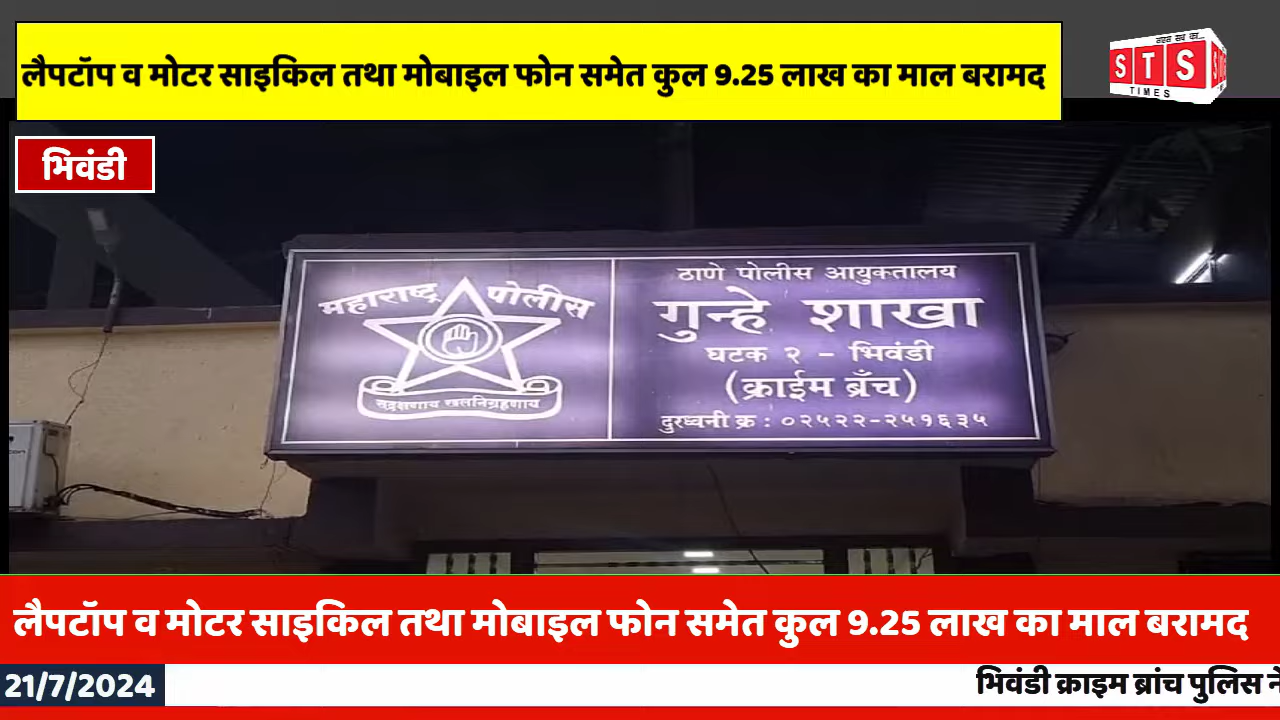 लैपटॉप व मोटर साइकिल तथा मोबाइल फोन समेत कुल 9.25 लाख का माल बरामद
STS
TIMES
भिवंडी
महाराष्ट्र पोलीस
सद्रक्षणाय खलनिग्रहणाय
ठाणे पोलीस आयुक्तालय
गुन्हे शाखा
घटक २ - भिवंडी
(क्राईम ब्रँच)
दुरध्वनी क्र : ०२५२२-२५१६३५
लैपटॉप व मोटर साइकिल तथा मोबाइल फोन समेत कुल 9.25 लाख का माल बरामद
21/7/2024
भिवंडी क्राइम ब्रांच पुलिस ने